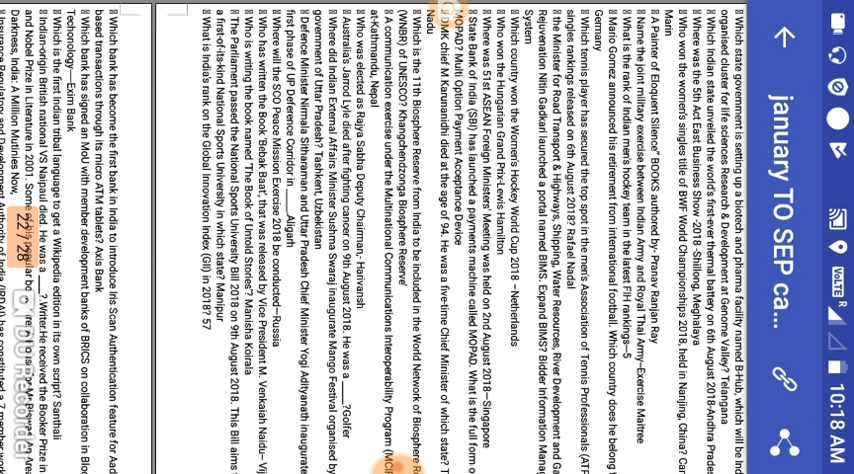 10:18 AM
VoLTE R
january TO SEP ca...
Which state government is setting up a biotech and pharma facility named B-Hub, which will be
organised cluster for life sciences Research & Development at Genome Valley? Telangana
Which Indian state unveiled the world's first-ever thermal battery on 6th August 2018-Andhra
Where was the 5th Act East Business Show -2018 -Shillong, Meghalaya
Who won the women's singles title of BWF World Championships 2018, held in Nanjing, China?
Marin
A Painter of Eloquent Silence" BOOKS authored by- Pranav Ranjan Ray
Name the joint military exercise between Indian Army and Royal Thai Army–Exercise Maitree
What is the rank of Indian men's hockey team in the latest FIH rankings—5
Mario Gomez announced his retirement from international football. Which country does he belong
Germany
Which tennis player has secured the top spot in the men's Association of Tennis Professionals
singles rankings released on 6th August 2018? Rafael Nadal
the Minister for Road Transport & Highways, Shipping, Water Resources, River Development and
Rejuvenation Nitin Gadkari launched a portal named BIMS. Expand BIMS? Bidder Information
System
Which country won the Women's Hockey World Cup 2018 –Netherlands
Who won the Hungarian Grand Prix-Lewis Hamilton
Where was 51st ASEAN Foreign Ministers' Meeting was held on 2nd August 2018—Singapore
State Bank of India (SBI) has launched a payments machine called MOPAD. What is the full form
MOPAD? Multi Option Payment Acceptance Device
DMK chief M Karunanidhi died at the age of 94. He was a five-time Chief Minister of which state?
Nadu
Which is the 11th Biosphere Reserve from India to be included in the World Network of Biosphere
(WNBR) of UNESCO? Khangchendzonga Biosphere Reserve'
A communication exercise under the Multinational Communications Interoperability Program
at-Kathmandu, Nepal
Who was elected as Rajya Sabha Deputy Chairman,- Harivansh
Australia's Jarrod Lyle died after fighting cancer on 9th August 2018. He was a ____?Golfer
Where did Indian External Affairs Minister Sushma Swaraj inaugurate Mango Festival organised by
government of Uttar Pradesh? Tashkent, Uzbekistan
Defence Minister Nirmala Sitharaman and Uttar Pradesh Chief Minister Yogi Adityanath
first phase of UP Deference Corridor in ____Aligarh
Where will the SCO Peace Mission Exercise 2018 be conducted—Russia
Who has written the Book 'Bebak Baat', that was released by Vice President M. Venkaiah Naidu–
Who is writing the book named 'The Book of Untold Stories'? Manisha Koirala
The Parliament passed the National Sports University Bill 2018 on 9th August 2018. This Bill aims
a first-of-its-kind National Sports University in which state? Manipur
What is India's rank on the Global Innovation Index (GII) in 2018? 57
Which bank has become the first bank in India to introduce Iris Scan Authentication feature for
based transactions through its micro ATM tablets? Axis Bank
Which bank has signed an MoU with member development banks of BRICS on collaboration in
Techonology----Exim Bank
Which is the first Indian tribal language to get a Wikipedia edition in its own script? Santhali
Indian-origin British national VS Naipaul died. He was a ____?.Writer.He received the Booker Prize in
and Nobel Prize in Literature in 2001. Some
Darkness, India: A Million Mutinies Now,
22 / 28
DU Recorder
Insurance Regulatory and Development Authority of India (IRDAI) has constituted a 7 member